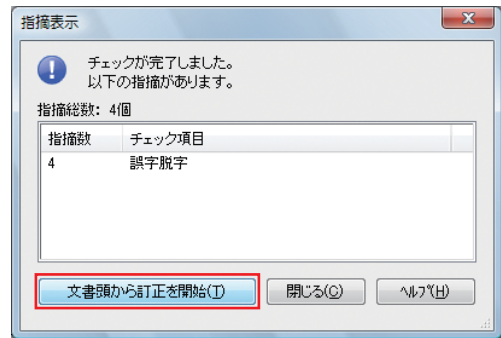 指摘表示
チェックが完了しました。
以下の指摘があります。
指摘総数: 4個
指摘数 チェック項目
4 誤字脱字
文書頭から訂正を開始(T) 閉じる(C) ﾍﾙﾌﾟ(H)